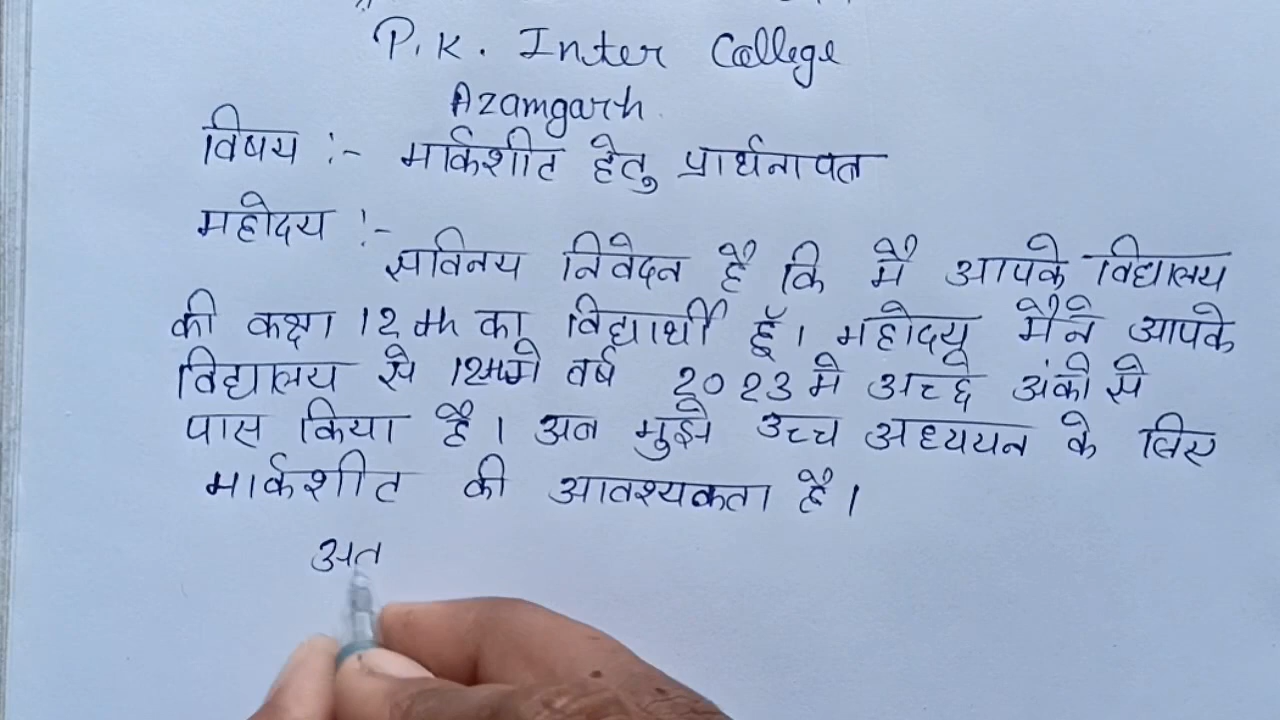 P.K. Inter College
Azamgarh.
विषय :- मार्कशीट हेतु प्रार्थनापत्र
महोदय :-
सविनय निवेदन है कि मै आपके विद्यालय
की कक्षा 12th का विद्यार्थी हूँ। महोदय मैने आपके
विद्यालय से 12thमे वर्ष 2023 मे अच्छे अंको से
पास किया है। अब मुझे उच्च अध्ययन के लिए
मार्कशीट की आवश्यकता है।
अत